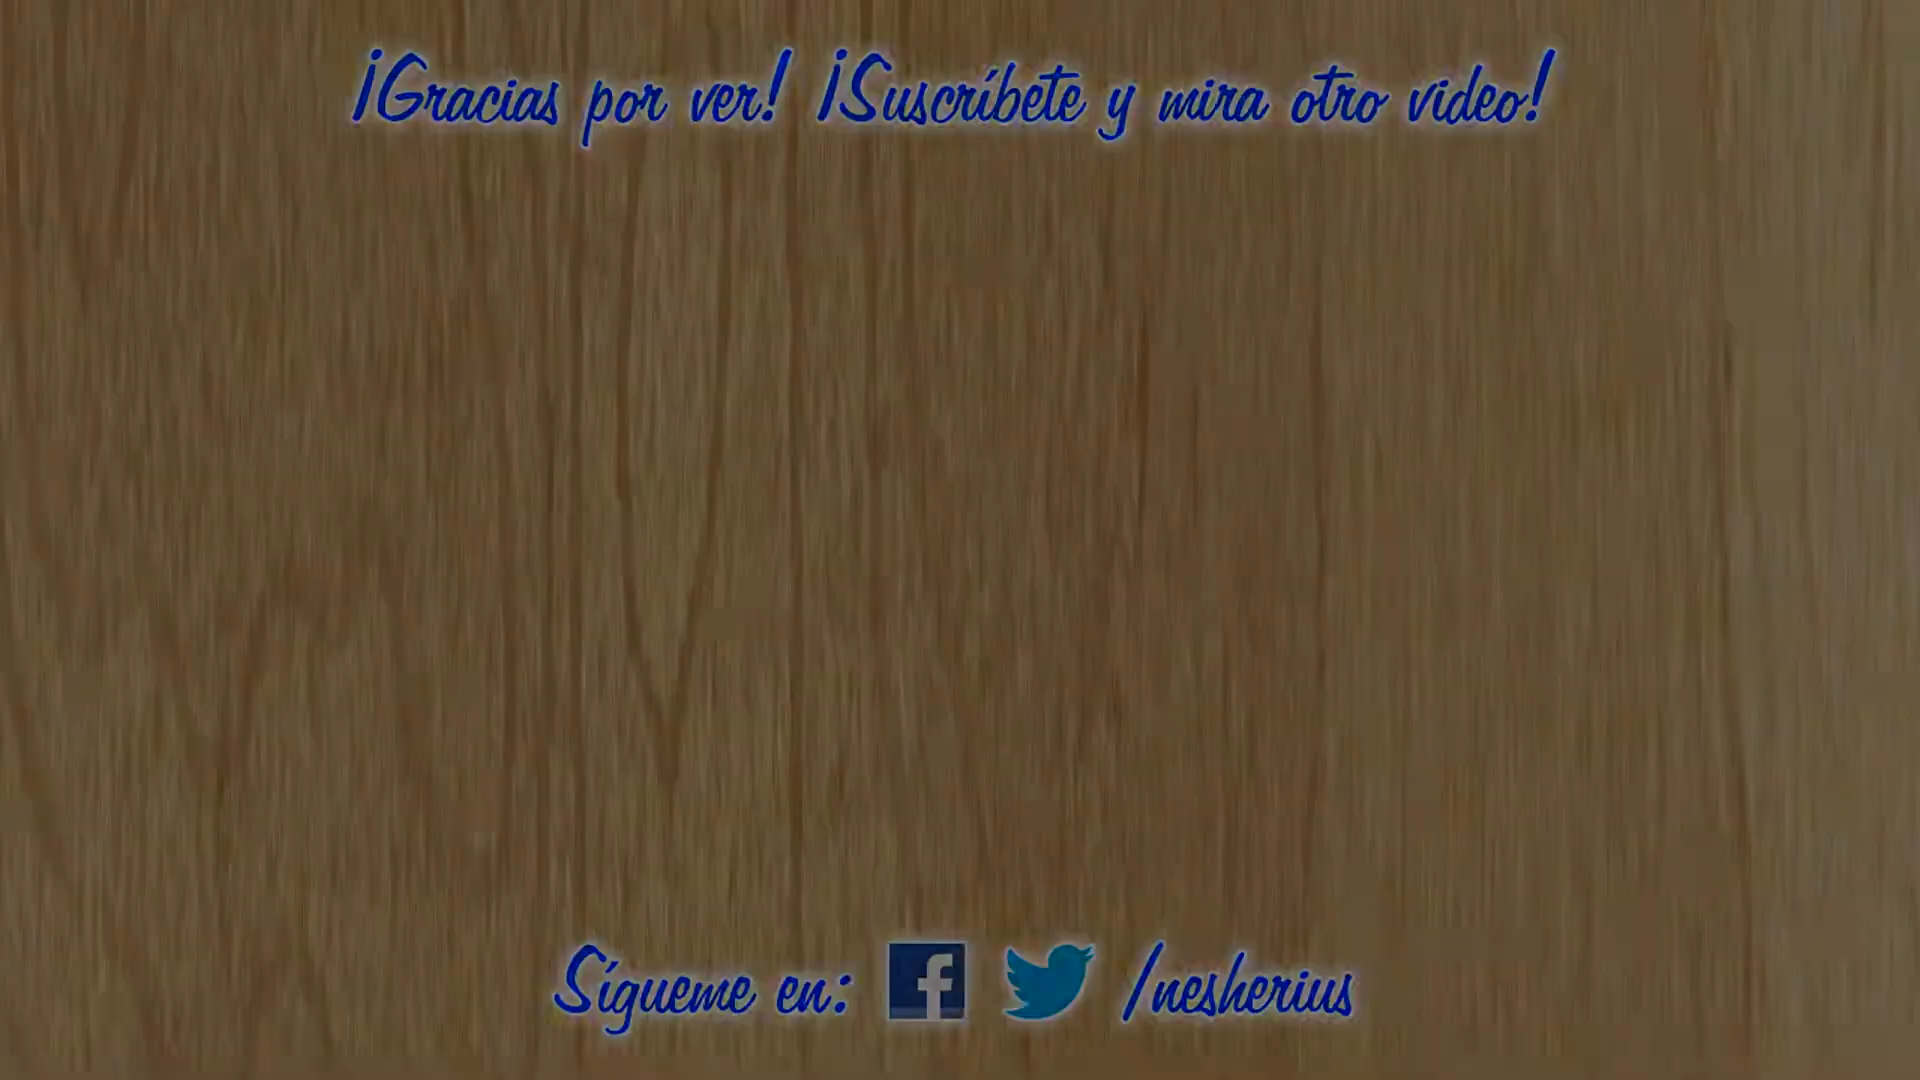 ¡Gracias por ver! ¡Suscríbete y mira otro video!
Sígueme en: /nesherius